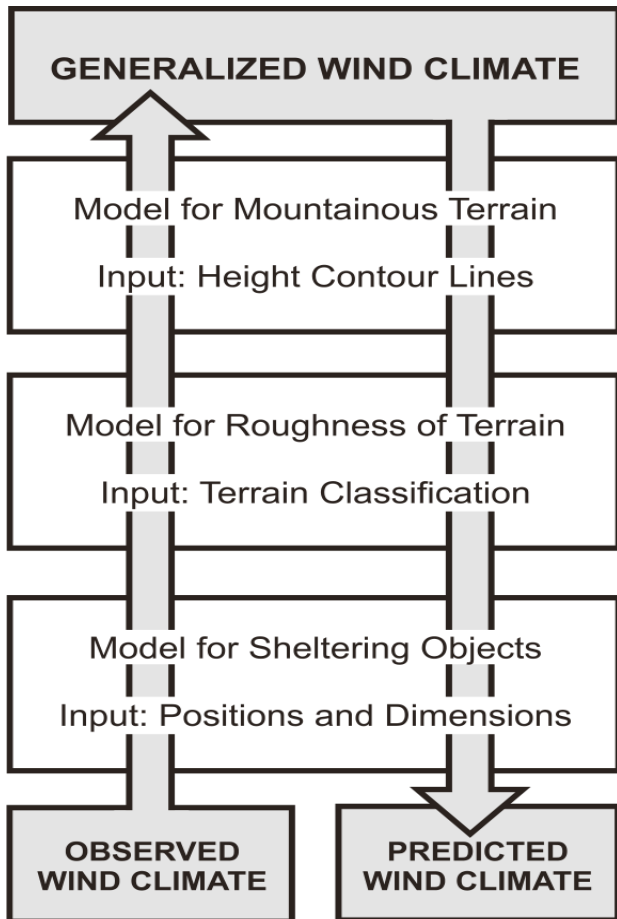 GENERALIZED WIND CLIMATE
Model for Mountainous Terrain
Input: Height Contour Lines
Model for Roughness of Terrain
Input: Terrain Classification
Model for Sheltering Objects
Input: Positions and Dimensions
OBSERVED
WIND CLIMATE
PREDICTED
WIND CLIMATE